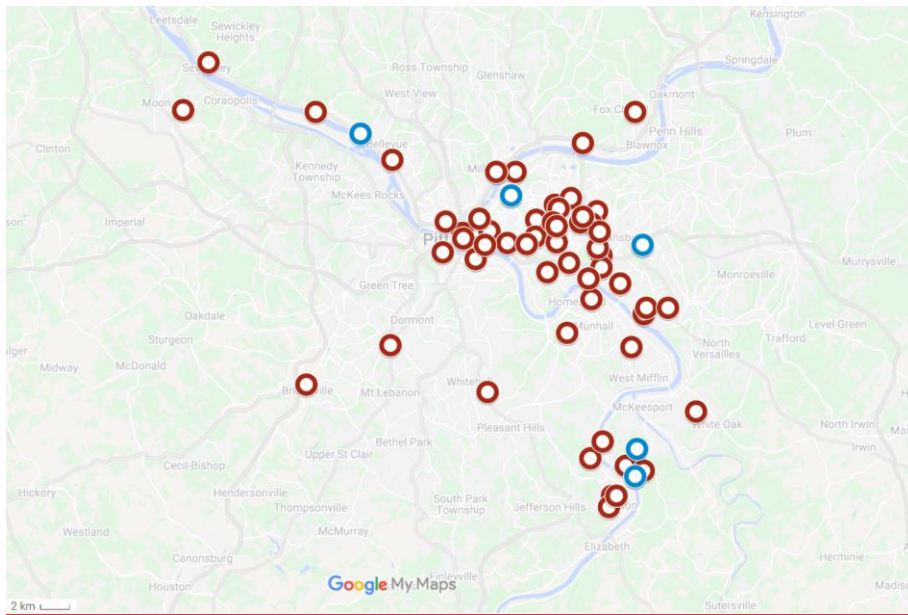 Leetsdale
Sewickley
Heights
Kensington
Ross Township
Glenshaw
Springdale
West View
Oakmont
Moon
Coraopolis
Penn Hills
Blawnox
Plum
Clinton
Bellevue
Kennedy
Township
McKees Rocks
Imperial
Murrysville
Monroeville
Green Tree
Oakdale
Dormont
Munhall
Level Green
Trafford
Sturgeon
North
Versailles
Midway
McDonald
Mt Lebanon
West Mifflin
McKeesport
White Oak
North Irwin
Pleasant Hills
Irwin
Bethel Park
Upper St Clair
Cecil-Bishop
Hickory
Hendersonville
South Park
Township
Jefferson Hills
Thompsonville
Westland
McMurray
Elizabeth
Canonsburg
Herminie
Finleyville
Houston
Google My Maps
Sutersville
2 km